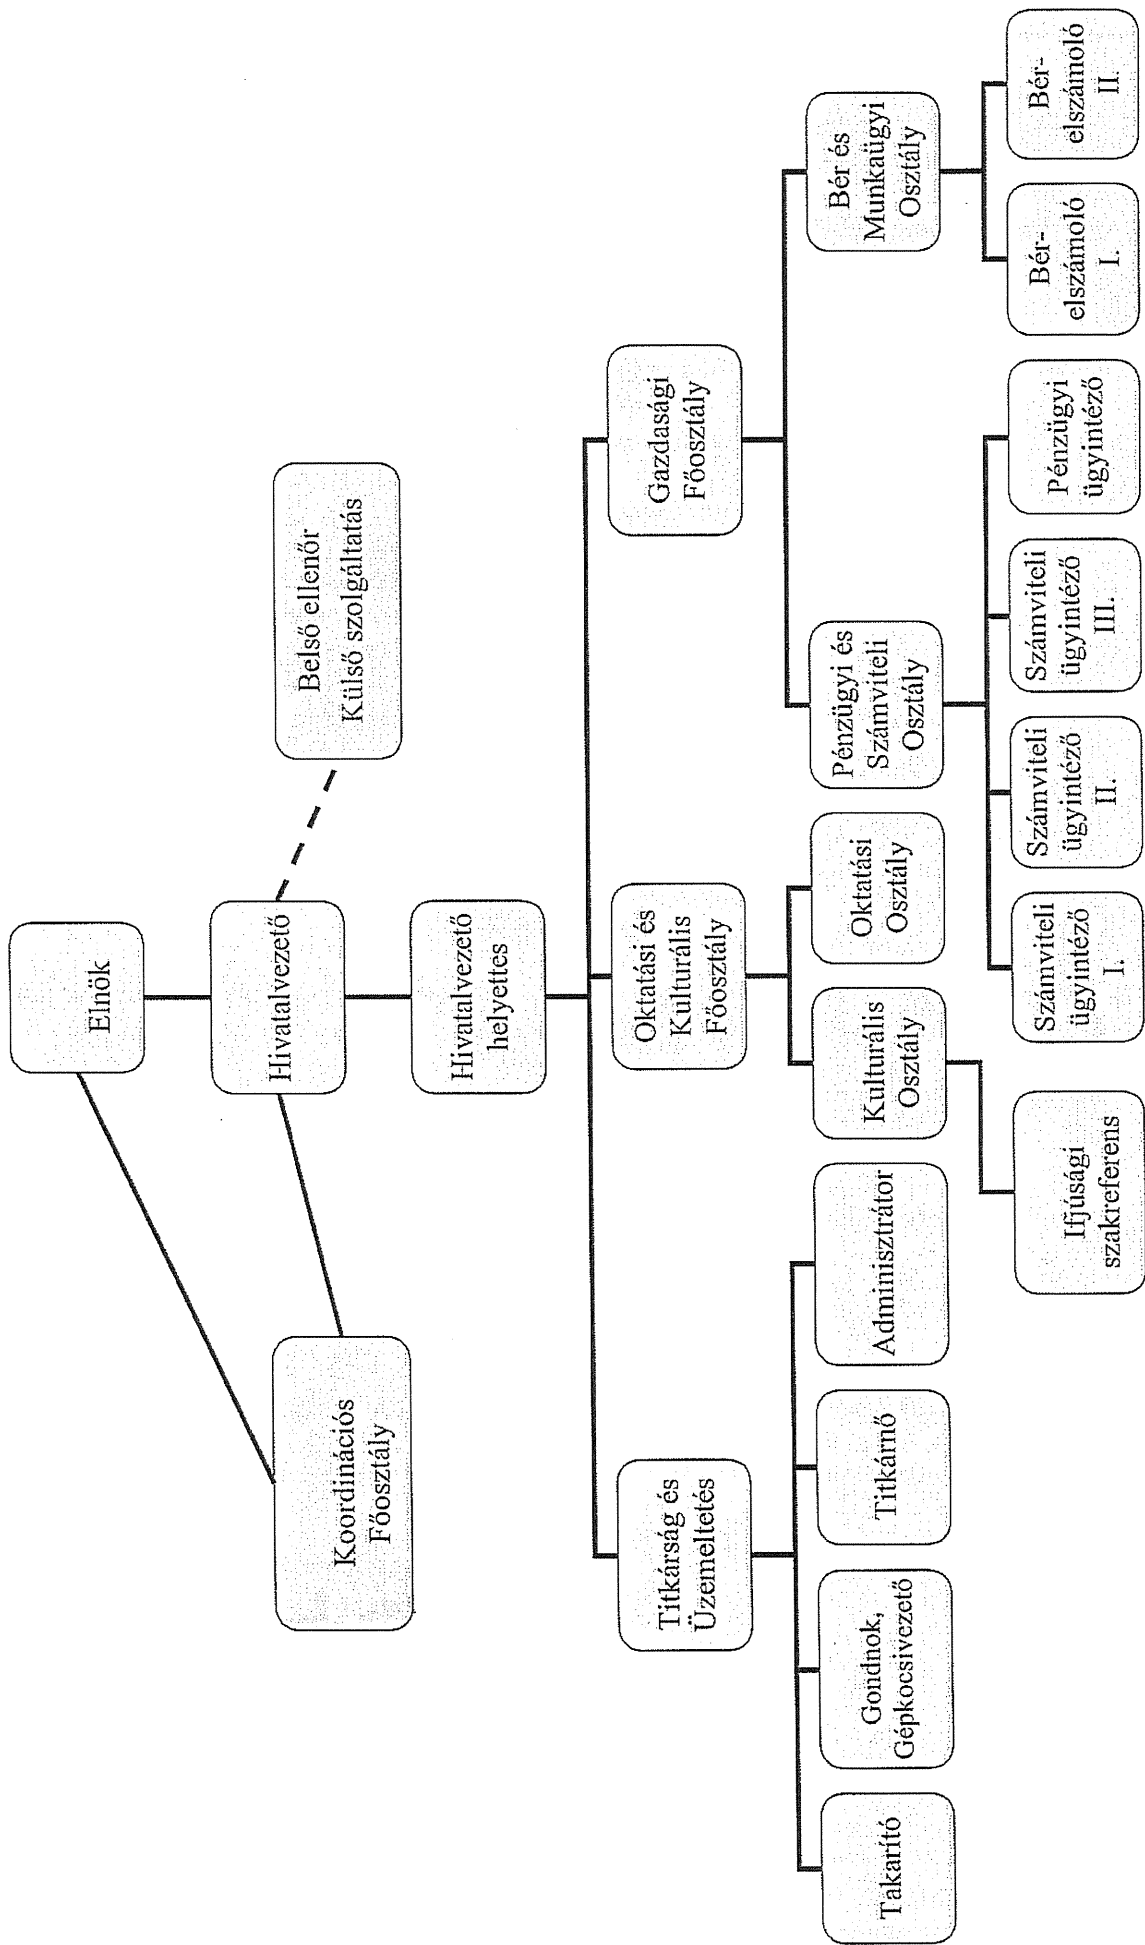 Elnök
Hivatalvezető
Belső ellenőr
Külső szolgáltatás
Koordinációs
Főosztály
Hivatalvezető
helyettes
Titkárság és
Üzemeltetés
Oktatási és
Kulturális
Főosztály
Gazdasági
Főosztály
Takarító
Gondnok,
Gépkocsivezető
Titkárnő
Adminisztrátor
Kulturális
Osztály
Oktatási
Osztály
Pénzügyi és
Számviteli
Osztály
Bér és
Munkaügyi
Osztály
Ifjúsági
szakreferens
Számviteli
ügyintéző
I.
Számviteli
ügyintéző
II.
Számviteli
ügyintéző
III.
Pénzügyi
ügyintéző
Bér-
elszámoló
I.
Bér-
elszámoló
II.